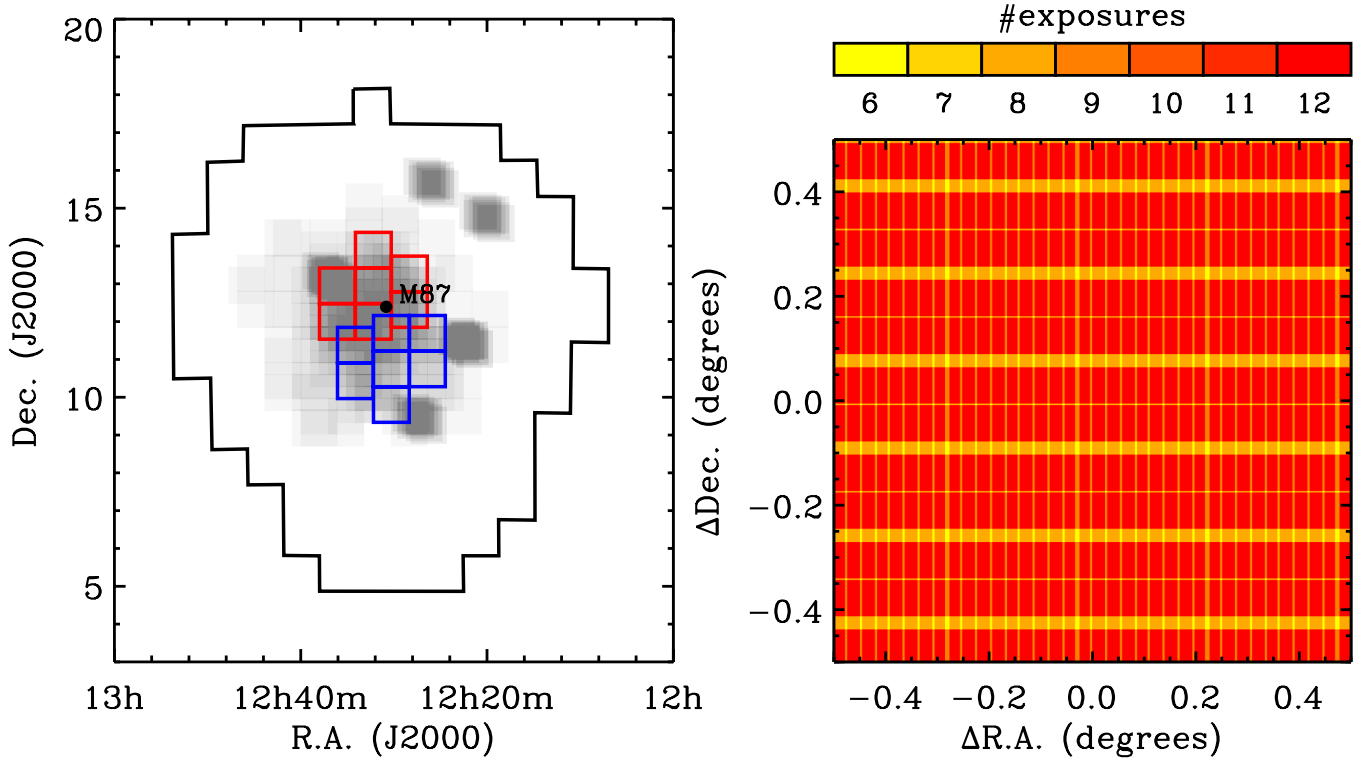 20
15
10
5
Dec. (J2000)
M87
13h 12h40m 12h20m 12h
R.A. (J2000)
#exposures
6 7 8 9 10 11 12
0.4
0.2
0.0
−0.2
−0.4
ΔDec. (degrees)
−0.4 −0.2 0.0 0.2 0.4
ΔR.A. (degrees)